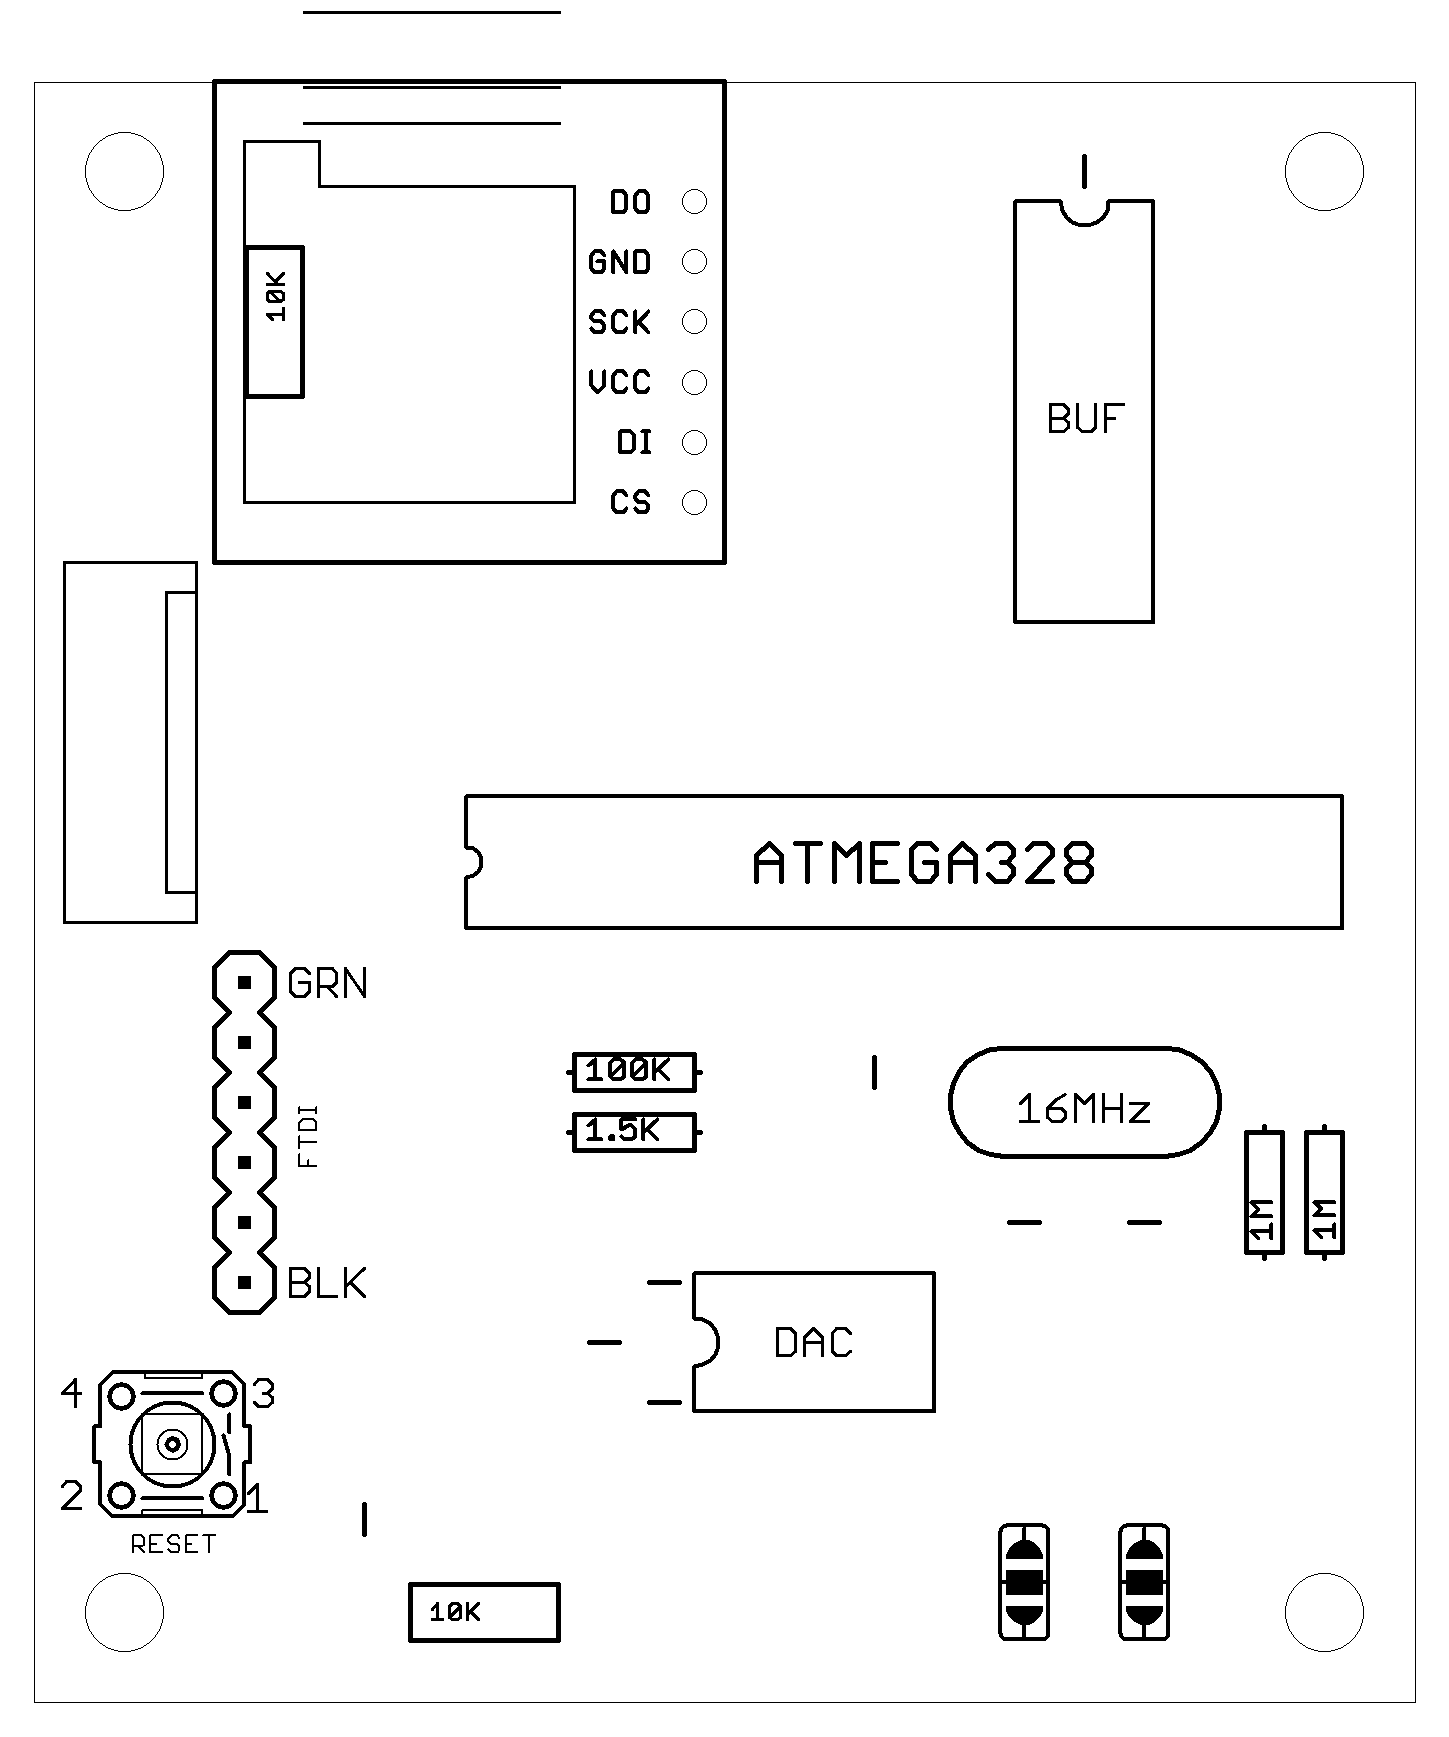 DO
GND
10K
SCK
VCC
BUF
DI
CS
ATMEGA328
GRN
100K
16MHz
1.5K
FTDI
1M
1M
BLK
DAC
4
3
2
1
RESET
10K